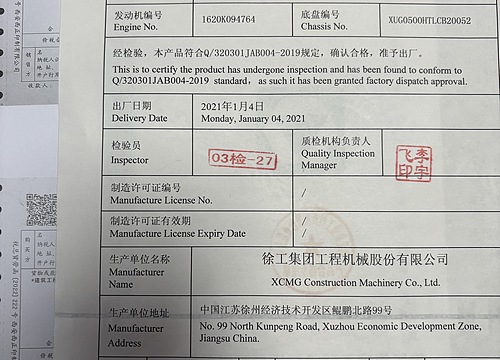 发动机编号 1620K094764 底盘编号 XUG0500HTLCB20052
Engine No. Chassis No.
经检验，本产品符合Q/320301JAB004-2019规定，确认合格，准予出厂。
This is to certify the product has undergone inspection and has been found to conform to
Q/320301JAB004-2019 standard， as such it has been granted factory dispatch approval.
出厂日期 2021年1月4日
Delivery Date Monday, January 04, 2021
检验员 质检机构负责人
Inspector 03检-27 Quality Inspection
Manager
李宇
飞印
制造许可证编号 /
Manufacture License No.
制造许可证有效期 /
Manufacture License Expiry Date /
生产单位名称 徐工集团工程机械股份有限公司
Manufacturer
Name XCMG Construction Machinery Co., Ltd.
生产单位地址 中国江苏徐州经济技术开发区鲲鹏北路99号
Manufacturer No. 99 North Kunpeng Road, Xuzhou Economic Development Zone,
Address Jiangsu China.